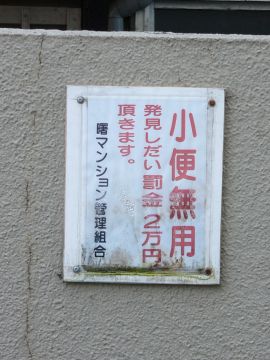 小便無用
発見しだい罰金2万円
頂きます。
曙マンション管理組合